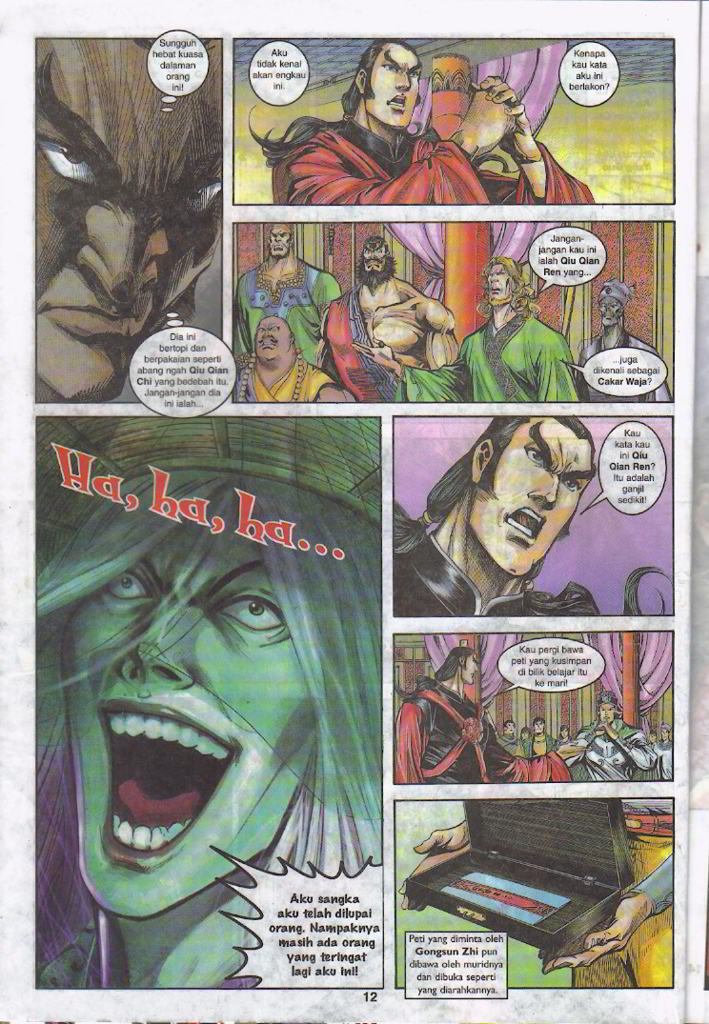 Sungguh
hebat kuasa
dalaman
orang
ini!
Dia ini
bertopi dan
berpakaian seperti
abang ngah Qiu Qian
Chi yang bedebah itu.
Jangan-jangan dia
ini ialah...
Aku
tidak kenal
akan engkau
ini.
Kenapa
kau kata
aku ini
berlakon?
Jangan-
jangan kau ini
ialah Qiu Qian
Ren yang...
...juga
dikenali sebagai
Cakar Waja?
Ha, ha, ha...
Aku sangka
aku telah dilupai
orang. Nampaknya
masih ada orang
yang teringat
lagi aku ini!
Kau
kata kau
ini Qiu
Qian Ren?
Itu adalah
ganjil
sedikit!
Kau pergi bawa
peti yang kusimpan
di bilik belajar itu
ke mari!
Peti yang diminta oleh
Gongsun Zhi pun
dibawa oleh muridnya
dan dibuka seperti
yang diarahkannya.
12